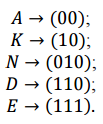 A → (00);
K → (10);
N → (010);
D → (110);
E → (111).